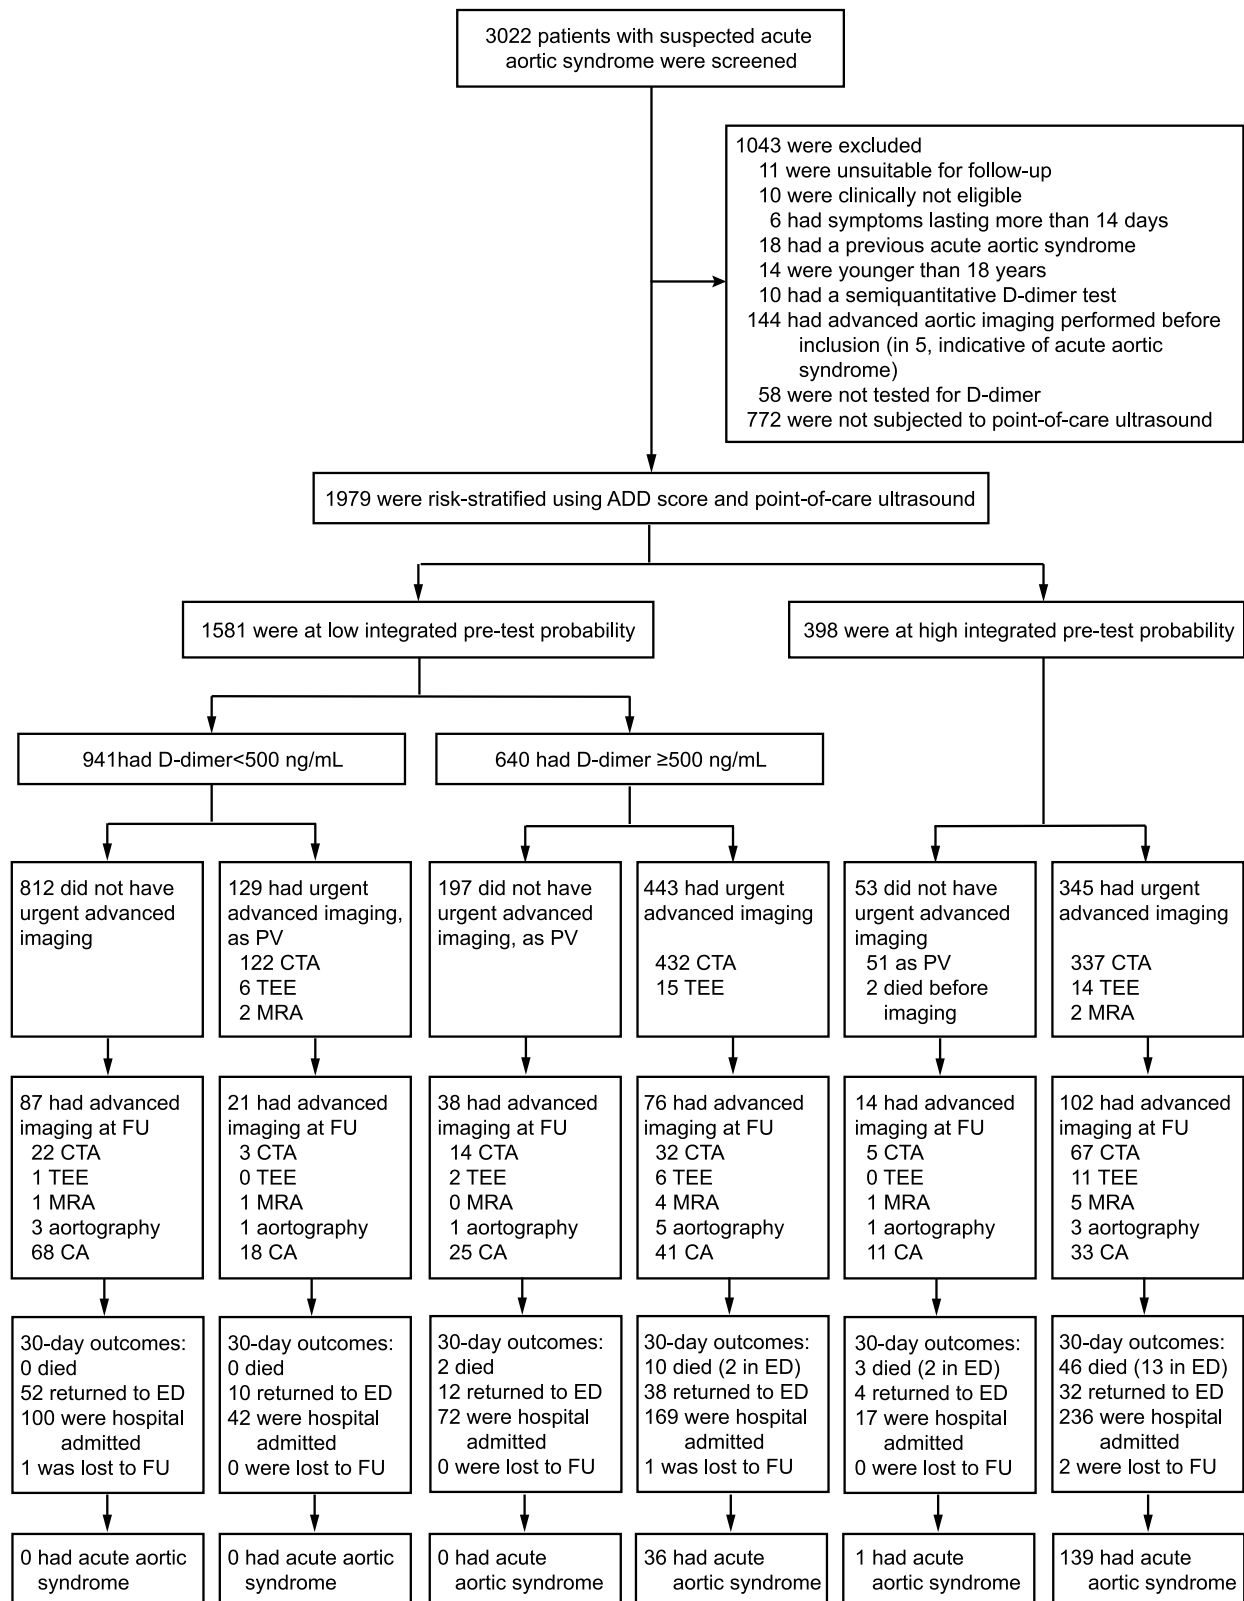 3022 patients with suspected acute
aortic syndrome were screened
1043 were excluded
11 were unsuitable for follow-up
10 were clinically not eligible
6 had symptoms lasting more than 14 days
18 had a previous acute aortic syndrome
14 were younger than 18 years
10 had a semiquantitative D-dimer test
144 had advanced aortic imaging performed before
inclusion (in 5, indicative of acute aortic
syndrome)
58 were not tested for D-dimer
772 were not subjected to point-of-care ultrasound
1979 were risk-stratified using ADD score and point-of-care ultrasound
1581 were at low integrated pre-test probability
398 were at high integrated pre-test probability
941had D-dimer<500 ng/mL
640 had D-dimer ≥500 ng/mL
812 did not have
urgent advanced
imaging
129 had urgent
advanced imaging,
as PV
122 CTA
6 TEE
2 MRA
197 did not have
urgent advanced
imaging, as PV
443 had urgent
advanced imaging
432 CTA
15 TEE
53 did not have
urgent advanced
imaging
51 as PV
2 died before
imaging
345 had urgent
advanced imaging
337 CTA
14 TEE
2 MRA
87 had advanced
imaging at FU
22 CTA
1 TEE
1 MRA
3 aortography
68 CA
21 had advanced
imaging at FU
3 CTA
0 TEE
1 MRA
1 aortography
18 CA
38 had advanced
imaging at FU
14 CTA
2 TEE
0 MRA
1 aortography
25 CA
76 had advanced
imaging at FU
32 CTA
6 TEE
4 MRA
5 aortography
41 CA
14 had advanced
imaging at FU
5 CTA
0 TEE
1 MRA
1 aortography
11 CA
102 had advanced
imaging at FU
67 CTA
11 TEE
5 MRA
3 aortography
33 CA
30-day outcomes:
0 died
52 returned to ED
100 were hospital
admitted
1 was lost to FU
30-day outcomes:
0 died
10 returned to ED
42 were hospital
admitted
0 were lost to FU
30-day outcomes:
2 died
12 returned to ED
72 were hospital
admitted
0 were lost to FU
30-day outcomes:
10 died (2 in ED)
38 returned to ED
169 were hospital
admitted
1 was lost to FU
30-day outcomes:
3 died (2 in ED)
4 returned to ED
17 were hospital
admitted
0 were lost to FU
30-day outcomes:
46 died (13 in ED)
32 returned to ED
236 were hospital
admitted
2 were lost to FU
0 had acute aortic
syndrome
0 had acute aortic
syndrome
0 had acute
aortic syndrome
36 had acute
aortic syndrome
1 had acute
aortic syndrome
139 had acute
aortic syndrome